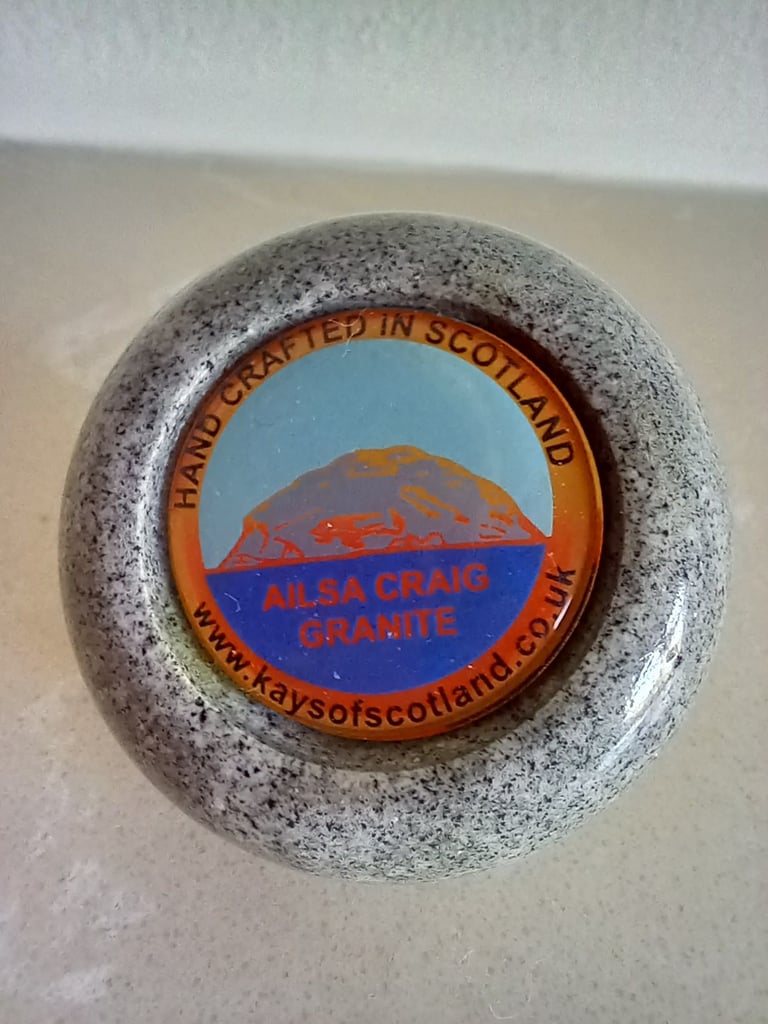 HAND CRAFTED IN SCOTLAND
AILSA CRAIG
GRANITE
www.kaysofscotland.co.uk